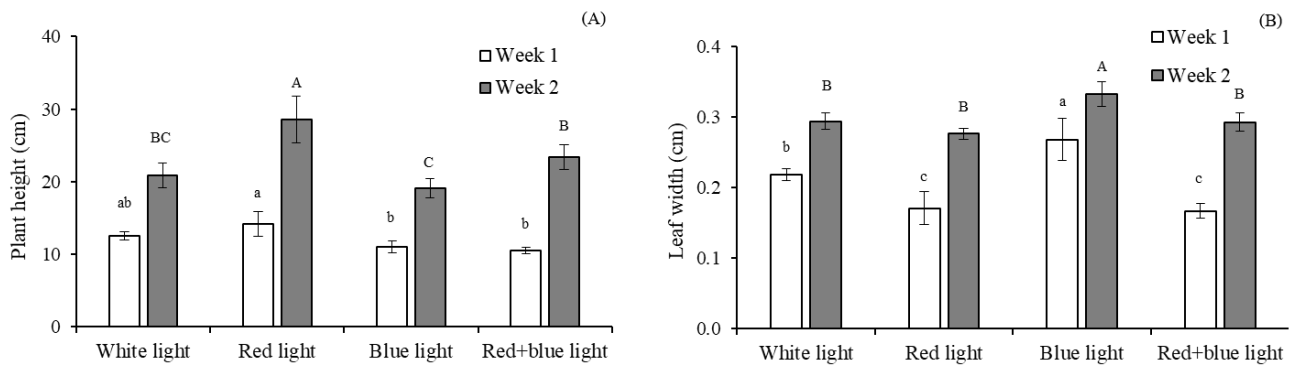 (A)
Plant height (cm)
40
30
20
10
0
Week 1
Week 2
ab
BC
a
A
b
C
b
B
White light
Red light
Blue light
Red+blue light
(B)
Leaf width (cm)
0.4
0.3
0.2
0.1
0.0
Week 1
Week 2
b
B
c
B
a
A
c
B
White light
Red light
Blue light
Red+blue light